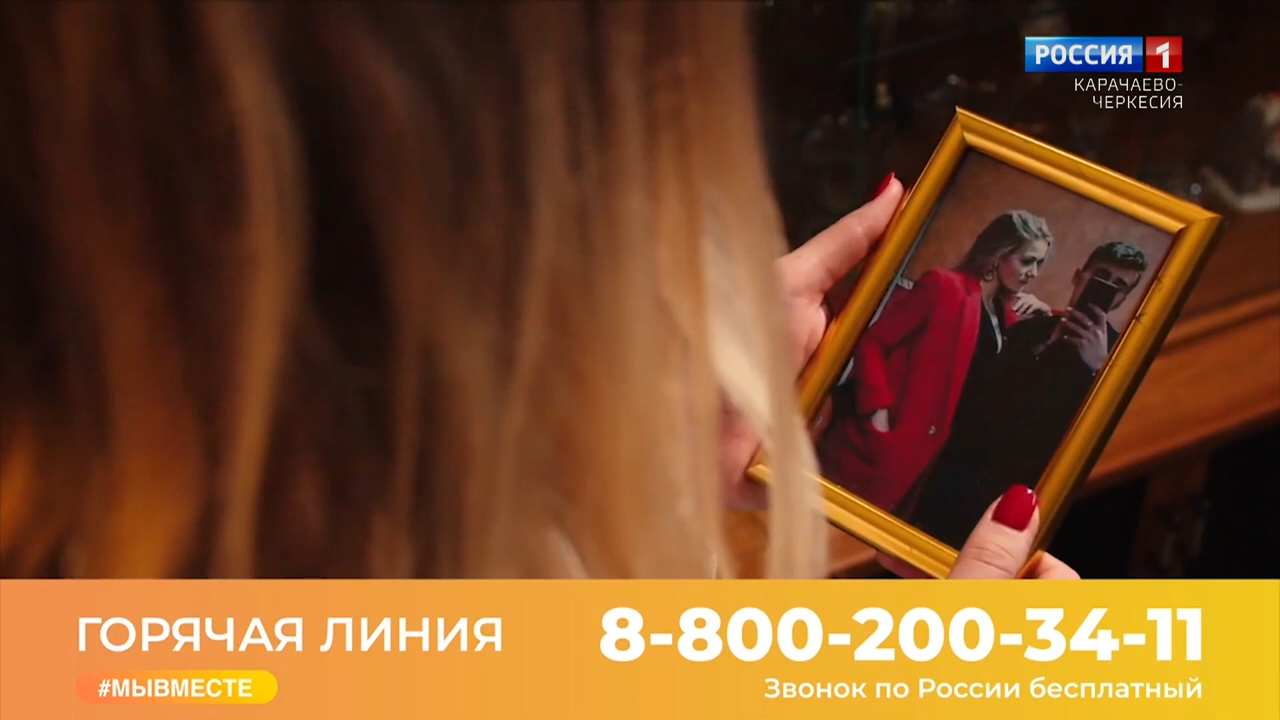 РОССИЯ 1
КАРАЧАЕВО-
ЧЕРКЕСИЯ
ГОРЯЧАЯ ЛИНИЯ
8-800-200-34-11
#МЫВМЕСТЕ
Звонок по России бесплатный